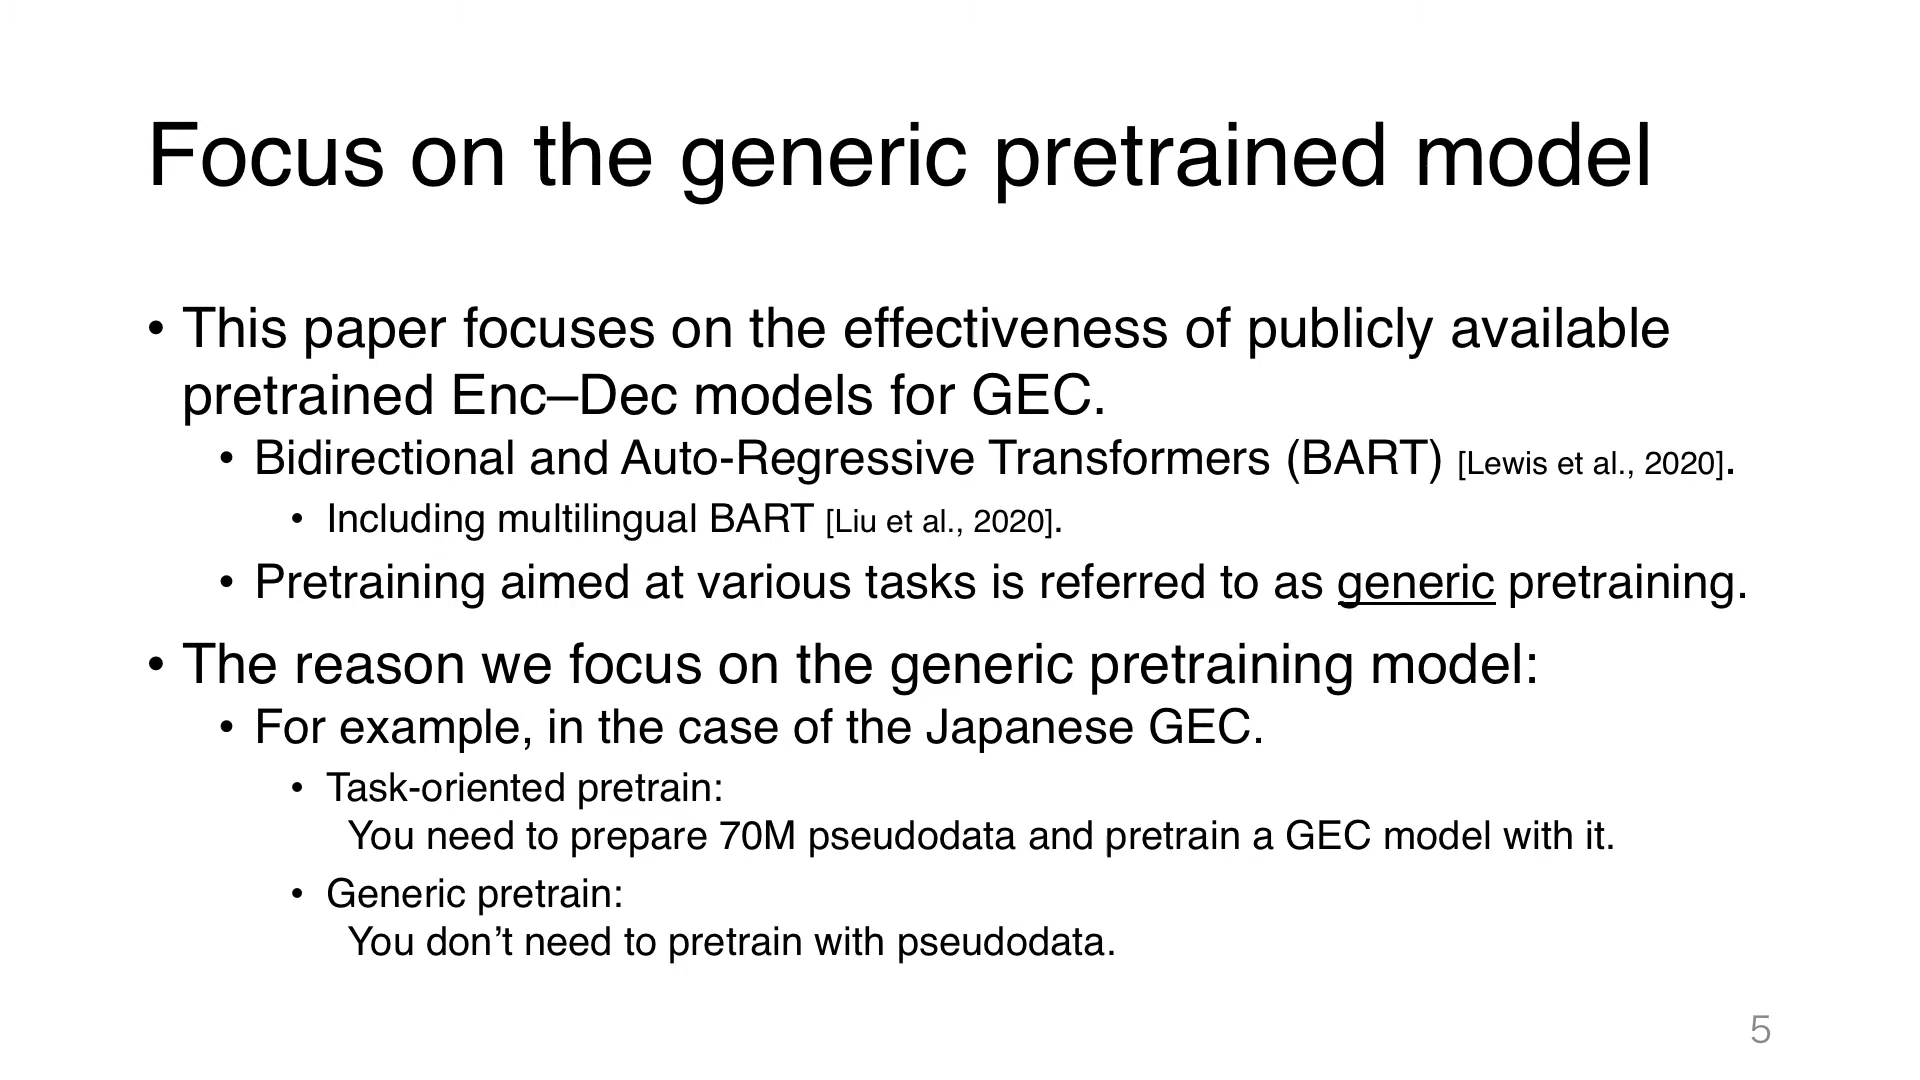 Focus on the generic pretrained model
• This paper focuses on the effectiveness of publicly available
pretrained Enc–Dec models for GEC.
• Bidirectional and Auto-Regressive Transformers (BART) [Lewis et al., 2020].
• Including multilingual BART [Liu et al., 2020].
• Pretraining aimed at various tasks is referred to as generic pretraining.
• The reason we focus on the generic pretraining model:
• For example, in the case of the Japanese GEC.
• Task-oriented pretrain:
You need to prepare 70M pseudodata and pretrain a GEC model with it.
• Generic pretrain:
You don’t need to pretrain with pseudodata.
5